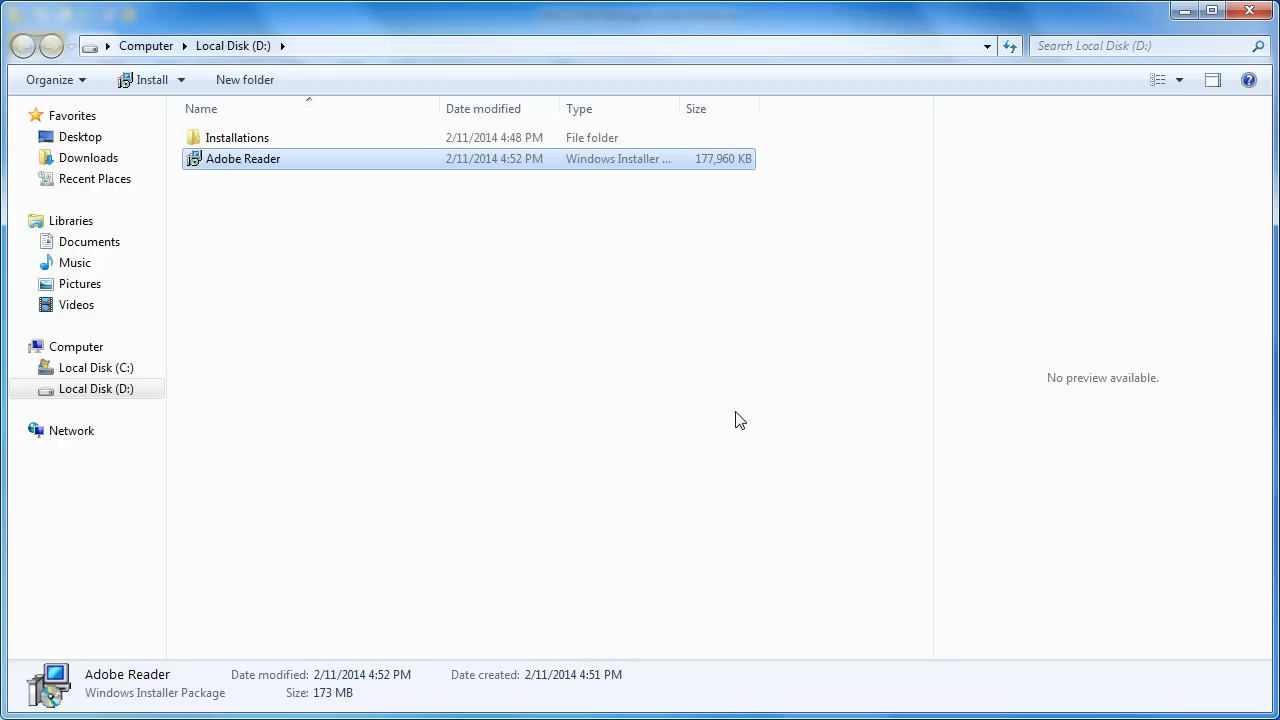 Computer Local Disk (D:)
Search Local Disk (D:)
Organize Install New folder
Name Date modified Type Size
Installations 2/11/2014 4:48 PM File folder
Adobe Reader 2/11/2014 4:52 PM Windows Installer ... 177,960 KB
Favorites
Desktop
Downloads
Recent Places
Libraries
Documents
Music
Pictures
Videos
Computer
Local Disk (C:)
Local Disk (D:)
Network
No preview available.
Adobe Reader Date modified: 2/11/2014 4:52 PM Date created: 2/11/2014 4:51 PM
Windows Installer Package Size: 173 MB